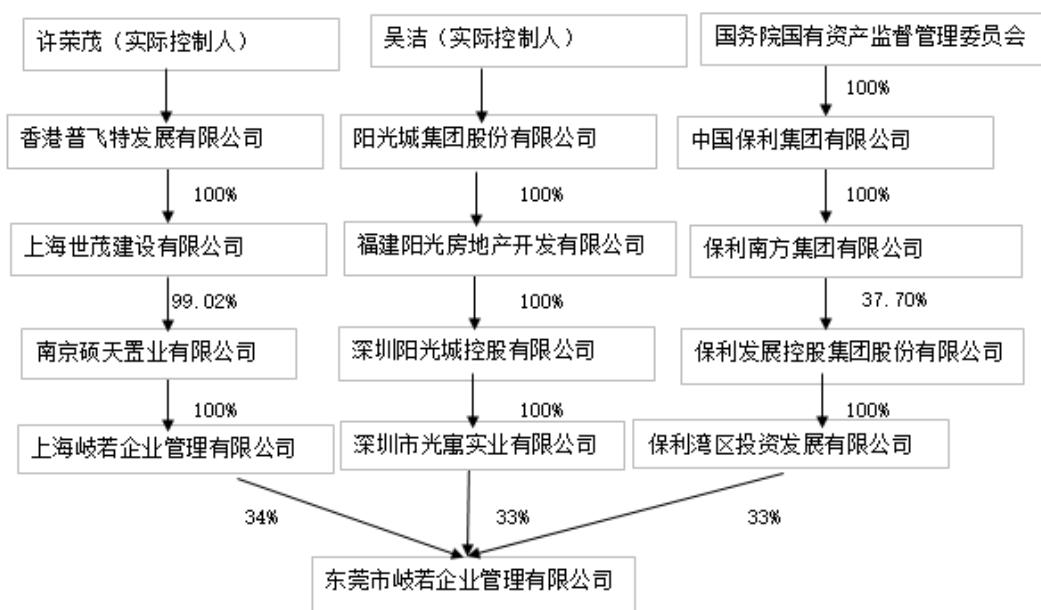 许荣茂（实际控制人）
吴洁（实际控制人）
国务院国有资产监督管理委员会
100%
香港普飞特发展有限公司
阳光城集团股份有限公司
中国保利集团有限公司
100%
100%
100%
上海世茂建设有限公司
福建阳光房地产开发有限公司
保利南方集团有限公司
99.02%
100%
37.70%
南京硕天置业有限公司
深圳阳光城控股有限公司
保利发展控股集团股份有限公司
100%
100%
100%
上海岐若企业管理有限公司
深圳市光寓实业有限公司
保利湾区投资发展有限公司
34%
33%
33%
东莞市岐若企业管理有限公司